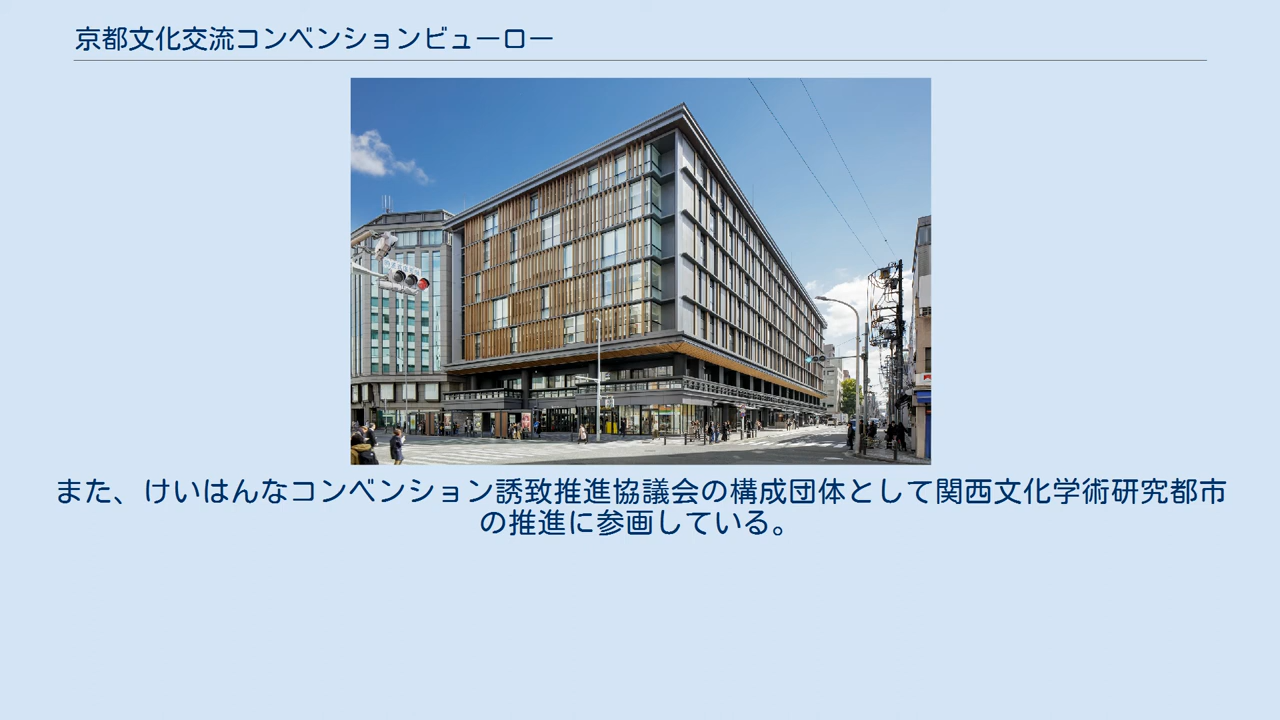 京都文化交流コンベンションビューロー
また、けいはんなコンベンション誘致推進協議会の構成団体として関西文化学術研究都市
の推進に参画している。